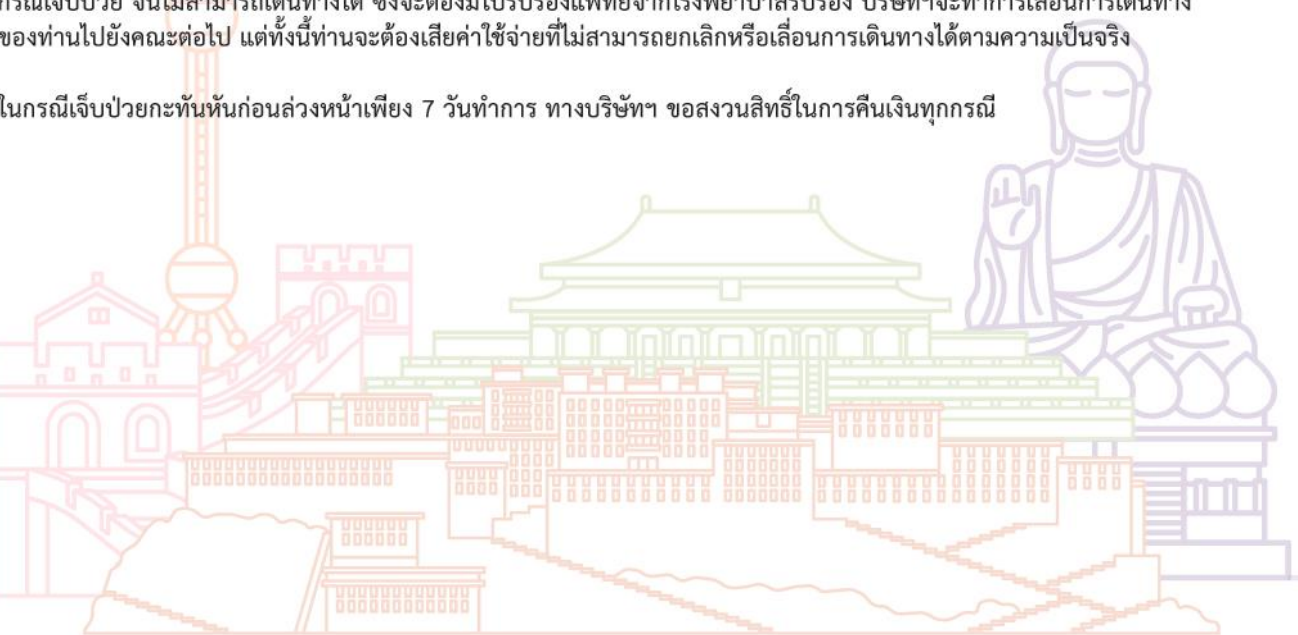 กรณีเจ็บป่วย จนไม่สามารถเดินทางได้ ซึ่งจะต้องมีใบรับรองแพทย์จากโรงพยาบาลรับรอง บริษัทฯจะทำการเลื่อนการเดินทาง
ของท่านไปยังคณะต่อไป แต่ทั้งนี้ท่านจะต้องเสียค่าใช้จ่ายที่ไม่สามารถยกเลิกหรือเลื่อนการเดินทางได้ตามความเป็นจริง
ในกรณีเจ็บป่วยกะทันหันก่อนล่วงหน้าเพียง 7 วันทำการ ทางบริษัทฯ ขอสงวนสิทธิ์ในการคืนเงินทุกกรณี